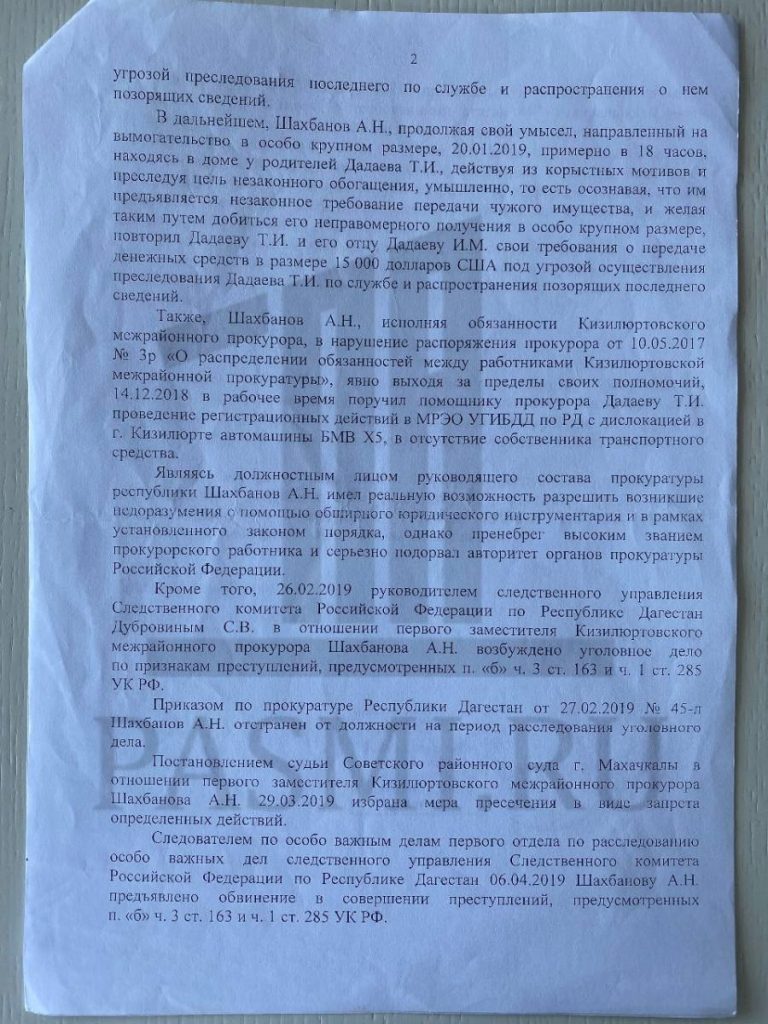 2
угрозой преследования последнего по службе и распространения о нем
позорящих сведений.
В дальнейшем, Шахбанов А.Н., продолжая свой умысел, направленный на
вымогательство в особо крупном размере, 20.01.2019, примерно в 18 часов,
находясь в доме у родителей Дадаева Т.И., действуя из корыстных мотивов и
преследуя цель незаконного обогащения, умышленно, то есть осознавая, что им
предъявляется незаконное требование передачи чужого имущества, и желая
таким путем добиться его неправомерного получения в особо крупном размере,
повторил Дадаеву Т.И. и его отцу Дадаеву И.М. свои требования о передаче
денежных средств в размере 15 000 долларов США под угрозой осуществления
преследования Дадаева Т.И. по службе и распространения позорящих последнего
сведений.
Также, Шахбанов А.Н., исполняя обязанности Кизилюртовского
межрайонного прокурора, в нарушение распоряжения прокурора от 10.05.2017
№ 3р «О распределении обязанностей между работниками Кизилюртовской
межрайонной прокуратуры», явно выходя за пределы своих полномочий,
14.12.2018 в рабочее время поручил помощнику прокурора Дадаеву Т.И.
проведение регистрационных действий в МРЭО УГИБДД по РД с дислокацией в
г. Кизилюрте автомашины БМВ Х5, в отсутствие собственника транспортного
средства.
Являясь должностным лицом руководящего состава прокуратуры
республики Шахбанов А.Н. имел реальную возможность разрешить возникшие
недоразумения с помощью обширного юридического инструментария и в рамках
установленного законом порядка, однако пренебрег высоким званием
прокурорского работника и серьезно подорвал авторитет органов прокуратуры
Российской Федерации.
Кроме того, 26.02.2019 руководителем следственного управления
Следственного комитета Российской Федерации по Республике Дагестан
Дубровиным С.В. в отношении первого заместителя Кизилюртовского
межрайонного прокурора Шахбанова А.Н. возбуждено уголовное дело
по признакам преступлений, предусмотренных п. «б» ч. 3 ст. 163 и ч. 1 ст. 285
УК РФ.
Приказом по прокуратуре Республики Дагестан от 27.02.2019 № 45-л
Шахбанов А.Н. отстранен от должности на период расследования уголовного
дела.
Постановлением судьи Советского районного суда г. Махачкалы в
отношении первого заместителя Кизилюртовского межрайонного прокурора
Шахбанова А.Н. 29.03.2019 избрана мера пресечения в виде запрета
определенных действий.
Следователем по особо важным делам первого отдела по расследованию
особо важных дел следственного управления Следственного комитета
Российской Федерации по Республике Дагестан 06.04.2019 Шахбанову А.Н.
предъявлено обвинение в совершении преступлений, предусмотренных
п. «б» ч. 3 ст. 163 и ч. 1 ст. 285 УК РФ.
PASMI.RU